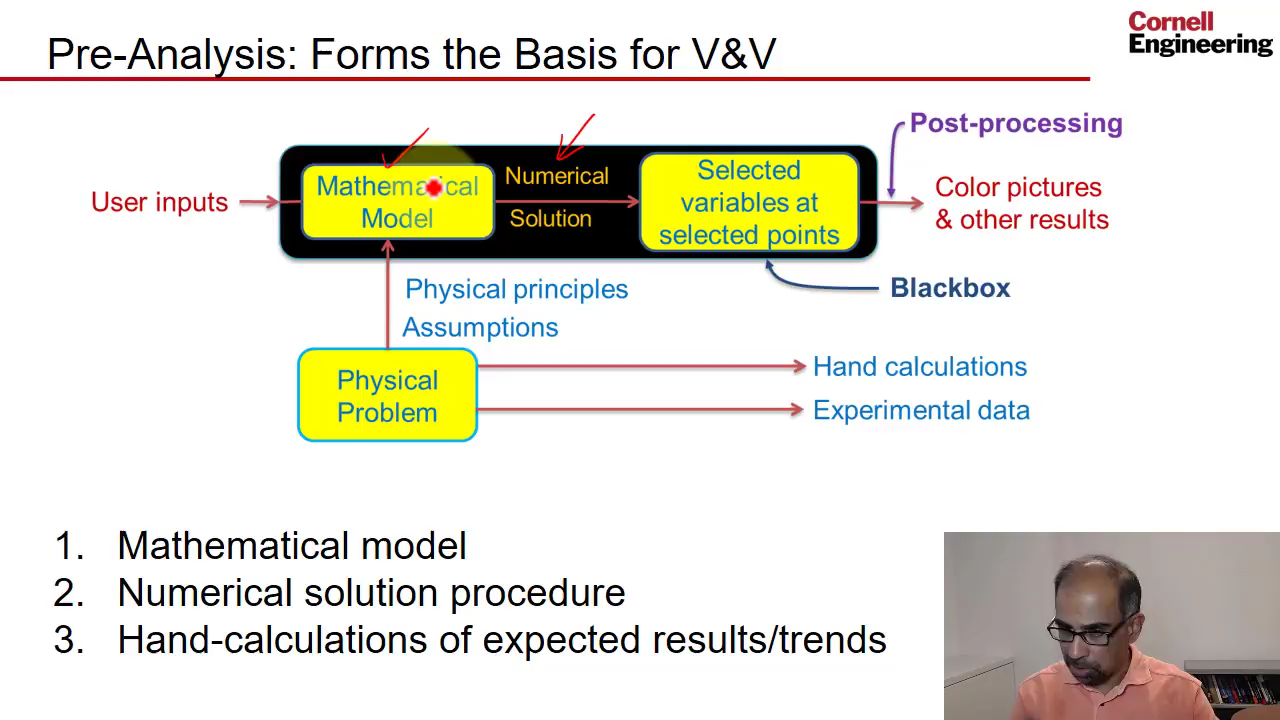 Cornell
Engineering
Pre-Analysis: Forms the Basis for V&V
Post-processing
User inputs
Mathematical
Model
Numerical
Solution
Selected
variables at
selected points
Color pictures
& other results
Blackbox
Physical principles
Assumptions
Physical
Problem
Hand calculations
Experimental data
1. Mathematical model
2. Numerical solution procedure
3. Hand-calculations of expected results/trends